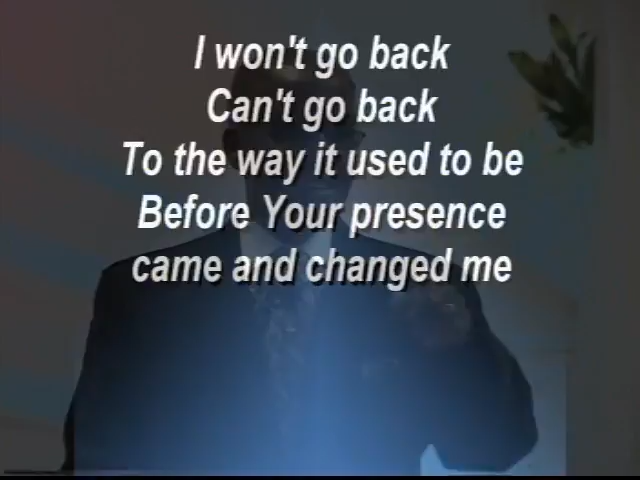 I won't go back
Can't go back
To the way it used to be
Before Your presence
came and changed me